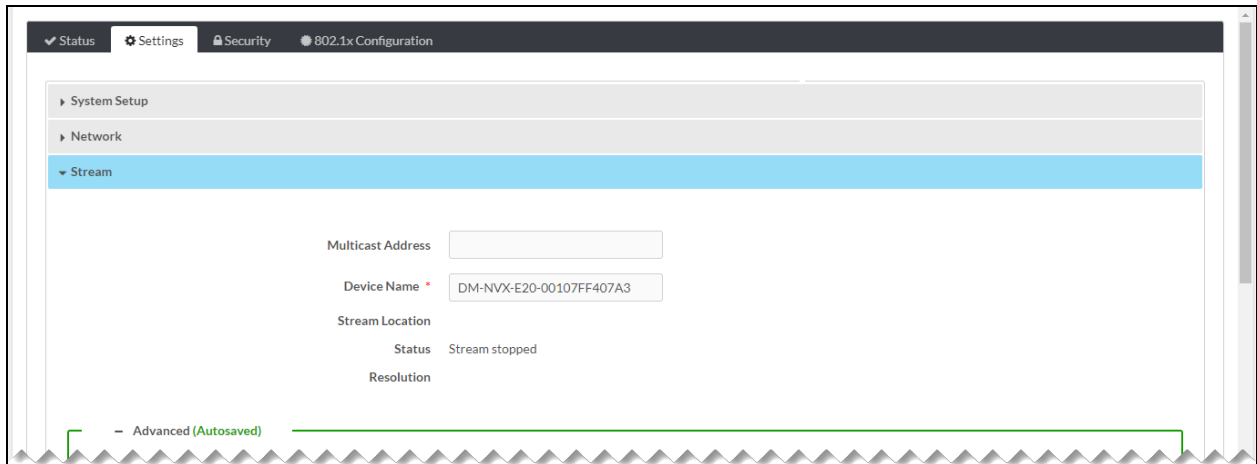 Status Settings Security 802.1x Configuration
System Setup
Network
Stream
Multicast Address
Device Name * DM-NVX-E20-00107FF407A3
Stream Location
Status Stream stopped
Resolution
− Advanced (Autosaved)